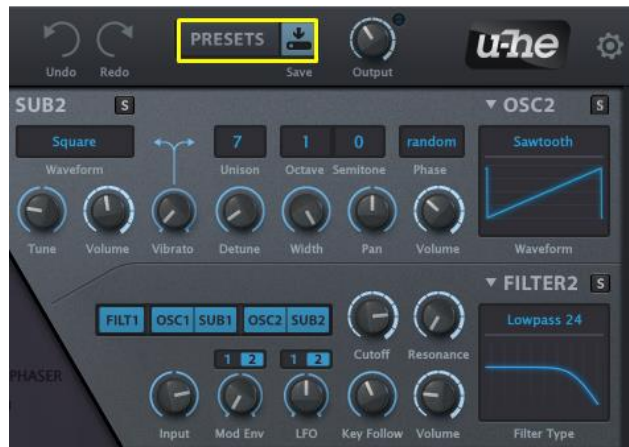 PRESETS
u-he
Undo Redo Save Output
SUB2 S OSC2 S
Square 7 1 0 random Sawtooth
Waveform Unison Octave Semitone Phase
Tune Volume Vibrato Detune Width Pan Volume Waveform
FILTER2 S
FILT1 OSC1 SUB1 OSC2 SUB2 Lowpass 24
Cutoff Resonance
1 2 1 2
PHASER
Input Mod Env LFO Key Follow Volume Filter Type